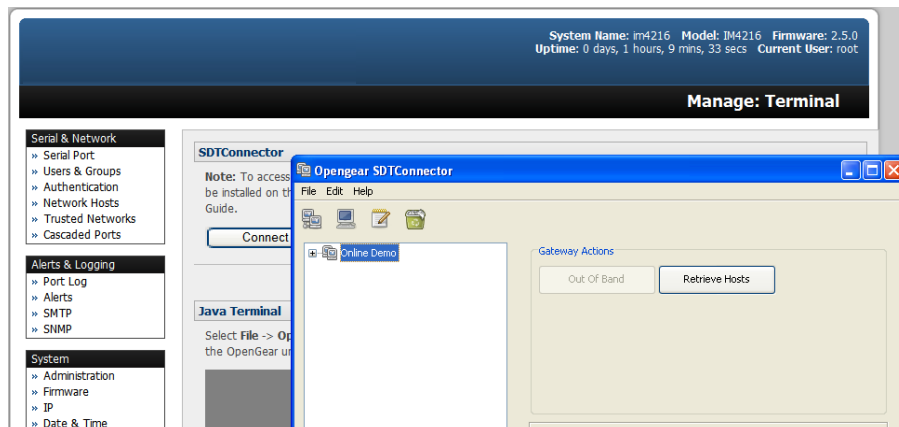 System Name: im4216 Model: IM4216 Firmware: 2.5.0
Uptime: 0 days, 1 hours, 9 mins, 33 secs Current User: root
Manage: Terminal
Serial & Network
» Serial Port
» Users & Groups
» Authentication
» Network Hosts
» Trusted Networks
» Cascaded Ports
Alerts & Logging
» Port Log
» Alerts
» SMTP
» SNMP
System
» Administration
» Firmware
» IP
» Date & Time
SDTConnector
Note: To access
be installed on th
Guide.
Connect
Java Terminal
Select File -> Op
the OpenGear un
Opengear SDTConnector
File Edit Help
Online Demo
Gateway Actions
Out Of Band
Retrieve Hosts